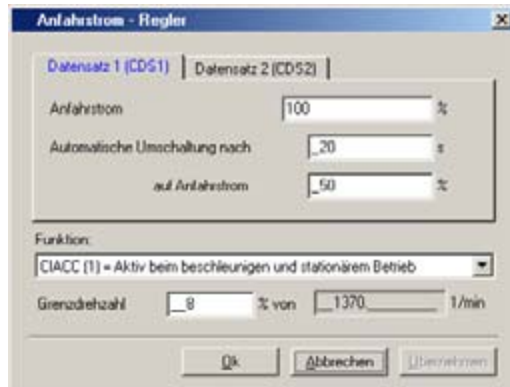 Anfahrstrom - Regler
Datensatz 1 (CDS1) Datensatz 2 (CDS2)
Anfahrstrom 100 %
Automatische Umschaltung nach _20 s
auf Anfahrstrom _50 %
Funktion:
CIACC (1) = Aktiv beim beschleunigen und stationärem Betrieb
Grenzdrehzahl __8 % von __1370______ 1/min
Ok Abbrechen Übernehmen